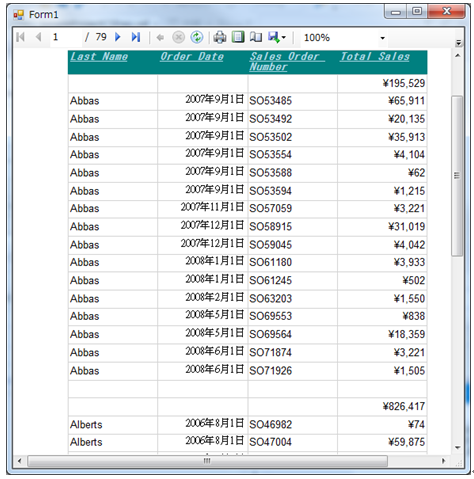 Form1
1 / 79 100%
Last Name Order Date Sales Order Number Total Sales
¥195,529
Abbas 2007年9月1日 SO53485 ¥65,911
Abbas 2007年9月1日 SO53492 ¥20,135
Abbas 2007年9月1日 SO53502 ¥35,913
Abbas 2007年9月1日 SO53554 ¥4,104
Abbas 2007年9月1日 SO53588 ¥62
Abbas 2007年9月1日 SO53594 ¥1,215
Abbas 2007年11月1日 SO57059 ¥3,221
Abbas 2007年12月1日 SO58915 ¥31,019
Abbas 2007年12月1日 SO59045 ¥4,042
Abbas 2008年1月1日 SO61180 ¥3,933
Abbas 2008年1月1日 SO61245 ¥502
Abbas 2008年2月1日 SO63203 ¥1,550
Abbas 2008年5月1日 SO69553 ¥838
Abbas 2008年5月1日 SO69564 ¥18,359
Abbas 2008年6月1日 SO71874 ¥3,221
Abbas 2008年6月1日 SO71926 ¥1,505
¥826,417
Alberts 2006年8月1日 SO46982 ¥74
Alberts 2006年8月1日 SO47004 ¥59,875